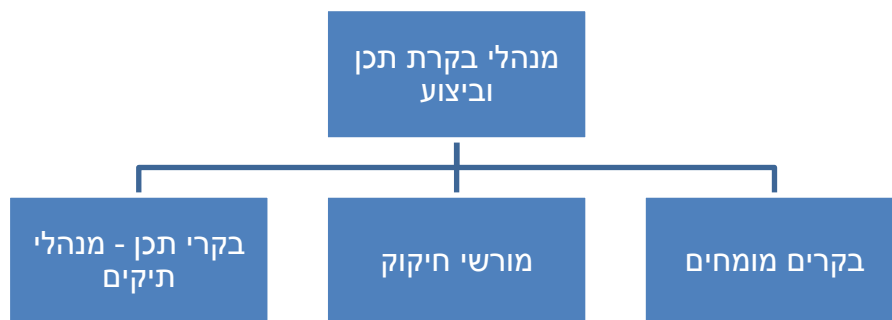 מנהלי בקרת תכן
וביצוע
בקרים מומחים
מורשי חיקוק
בקרי תכן - מנהלי
תיקים